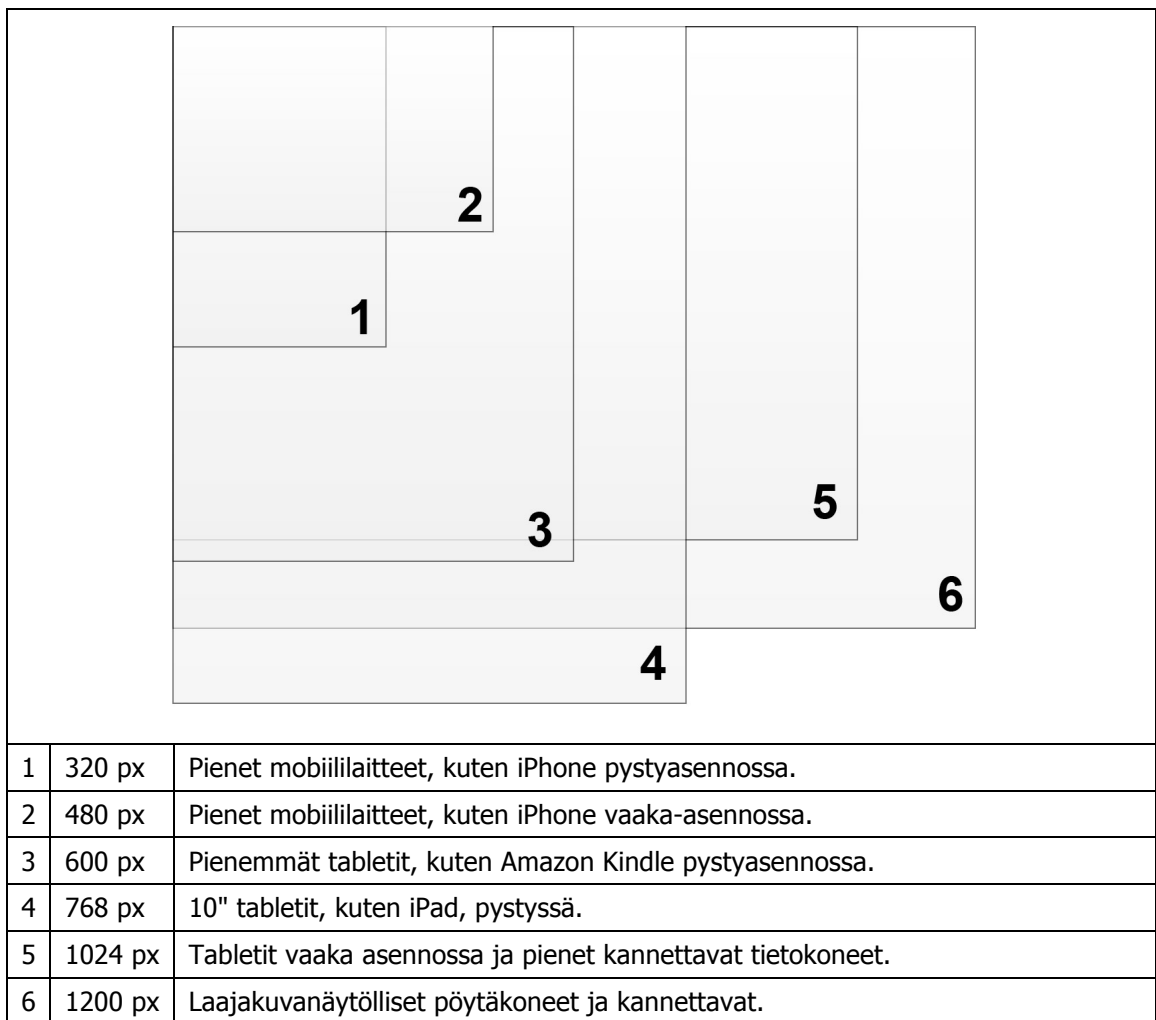 2
1
5
3
6
4
1 320 px Pienet mobiililaitteet, kuten iPhone pystyasennossa.
2 480 px Pienet mobiililaitteet, kuten iPhone vaaka-asennossa.
3 600 px Pienemmät tabletit, kuten Amazon Kindle pystyasennossa.
4 768 px 10" tabletit, kuten iPad, pystyssä.
5 1024 px Tabletit vaaka asennossa ja pienet kannettavat tietokoneet.
6 1200 px Laajakuvanäytölliset pöytäkoneet ja kannettavat.